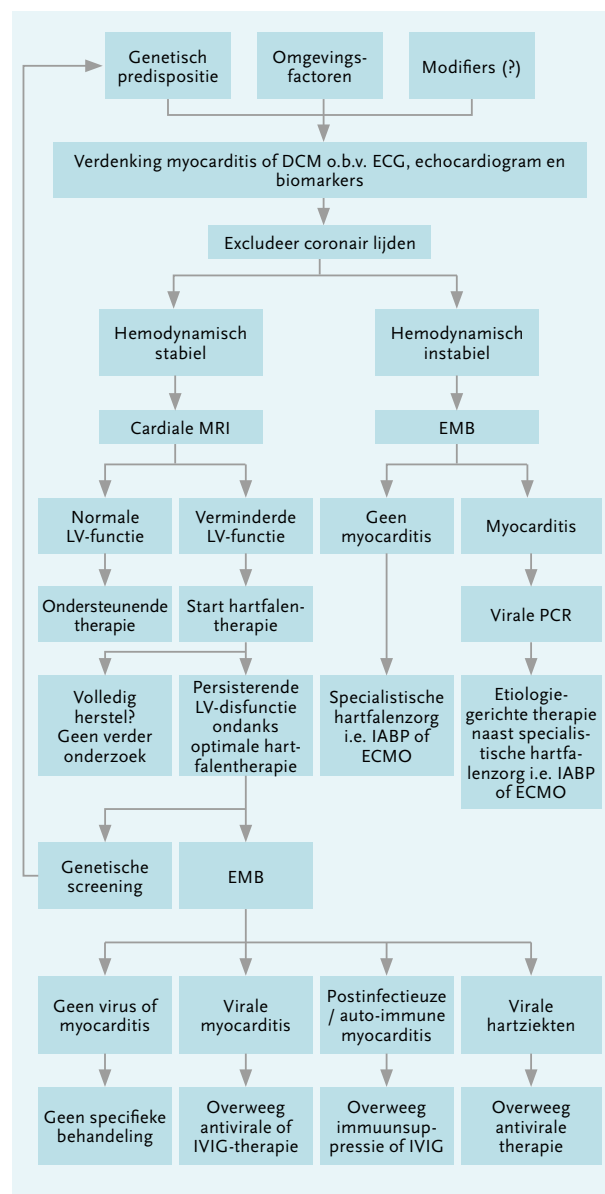 Genetisch
predispositie
Omgevings-
factoren
Modifiers (?)
Verdenking myocarditis of DCM o.b.v. ECG, echocardiogram en
biomarkers
Excludeer coronair lijden
Hemodynamisch
stabiel
Hemodynamisch
instabiel
Cardiale MRI
EMB
Normale
LV-functie
Verminderde
LV-functie
Geen
myocarditis
Myocarditis
Ondersteunende
therapie
Start hartfalen-
therapie
Virale PCR
Volledig
herstel?
Geen verder
onderzoek
Persisterende
LV-disfunctie
ondanks
optimale hart-
falentherapie
Specialistische
hartfalenzorg
i.e. IABP of
ECMO
Etiologie-
gerichte therapie
naast specialis-
tische hartfa-
lenzorg i.e. IABP
of ECMO
Genetische
screening
EMB
Geen virus of
myocarditis
Virale
myocarditis
Postinfectieuze
/ auto-immune
myocarditis
Virale
hartziekten
Geen specifieke
behandeling
Overweeg
antivirale of
IVIG-therapie
Overweeg
immuunsup-
pressie of IVIG
Overweeg
antivirale
therapie